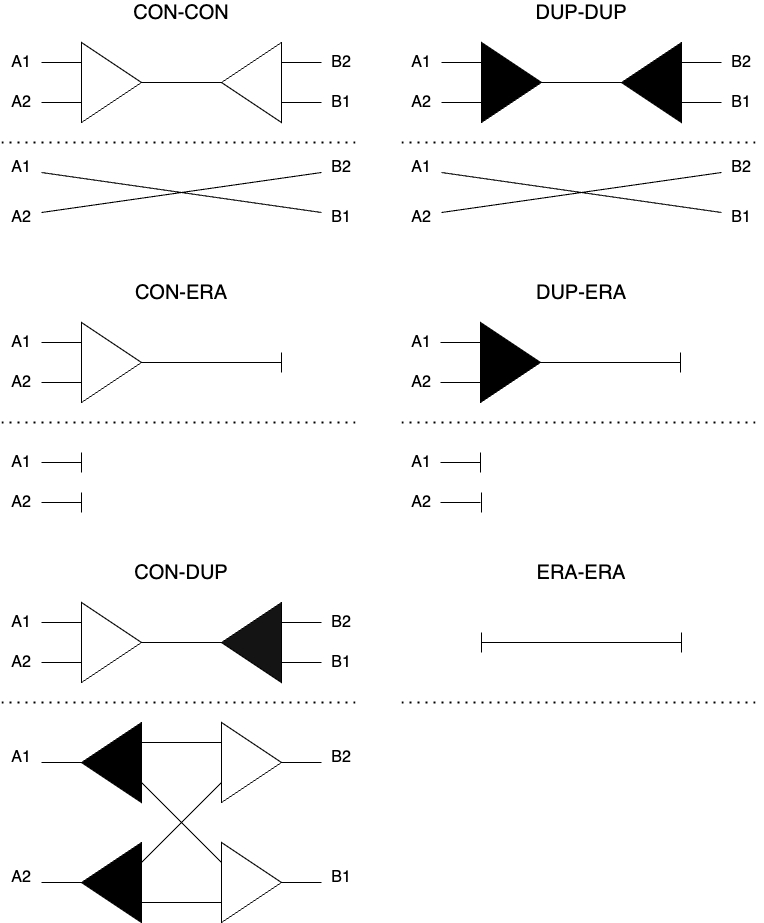 CON-CON
A1 B2
A2 B1
A1 B2
A2 B1
DUP-DUP
A1 B2
A2 B1
A1 B2
A2 B1
CON-ERA
A1
A2
A1
A2
DUP-ERA
A1
A2
A1
A2
CON-DUP
A1 B2
A2 B1
A1 B2
A2 B1
ERA-ERA